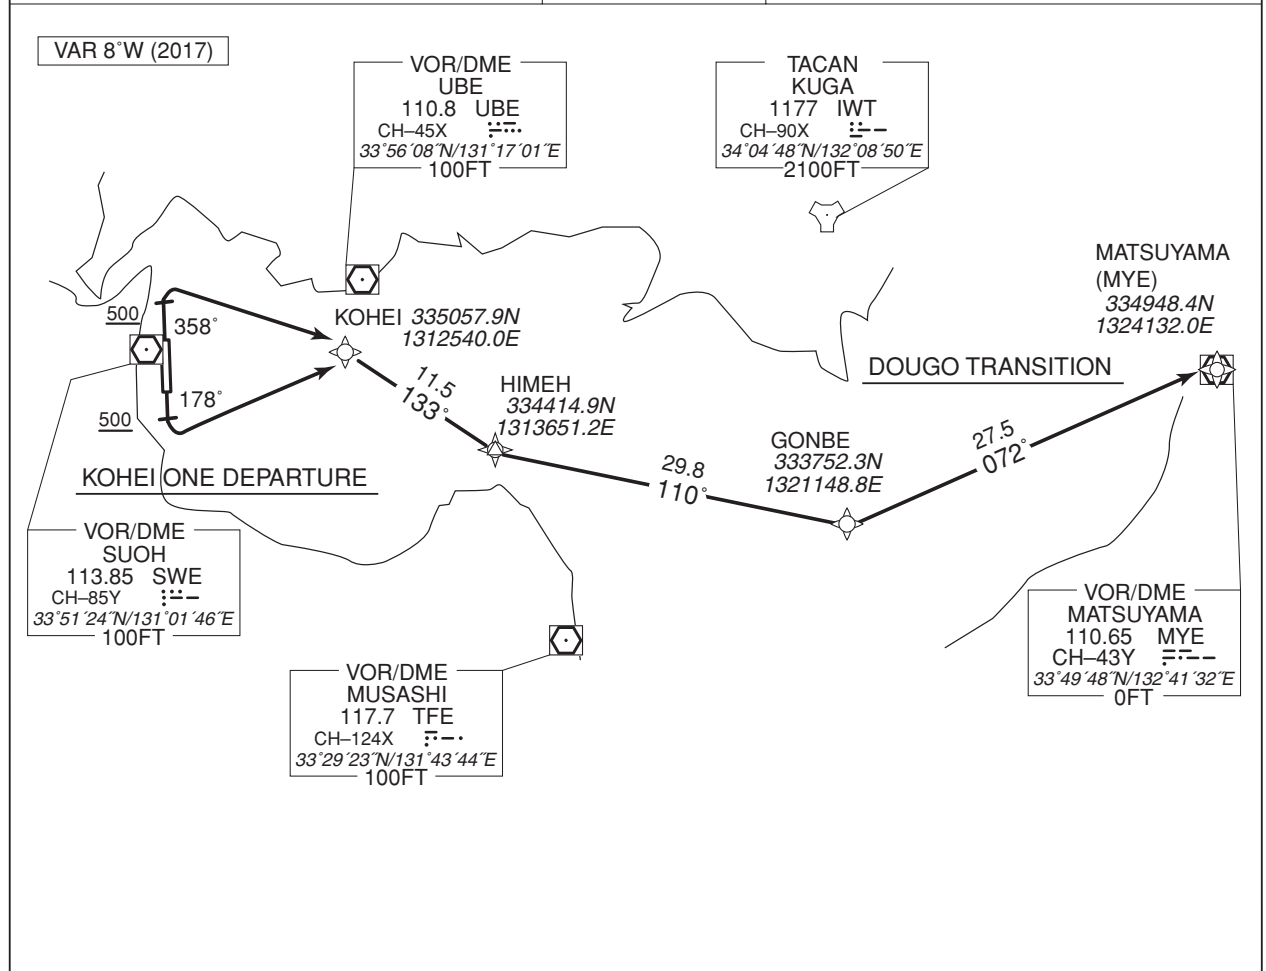 VAR 8°W (2017)
VOR/DME
UBE
110.8 UBE
CH–45X
33°56´08˝N/131°17´01˝E
100FT
TACAN
KUGA
1177 IWT
CH–90X
34°04´48˝N/132°08´50˝E
2100FT
MATSUYAMA
(MYE)
334948.4N
1324132.0E
500
358°
KOHEI 335057.9N
1312540.0E
178°
500
11.5
133°
HIMEH
334414.9N
1313651.2E
DOUGO TRANSITION
GONBE
333752.3N
1321148.8E
27.5
072°
29.8
110°
KOHEI ONE DEPARTURE
VOR/DME
SUOH
113.85 SWE
CH–85Y
33°51´24˝N/131°01´46˝E
100FT
VOR/DME
MUSASHI
117.7 TFE
CH–124X
33°29´23˝N/131°43´44˝E
100FT
VOR/DME
MATSUYAMA
110.65 MYE
CH–43Y
33°49´48˝N/132°41´32˝E
0FT